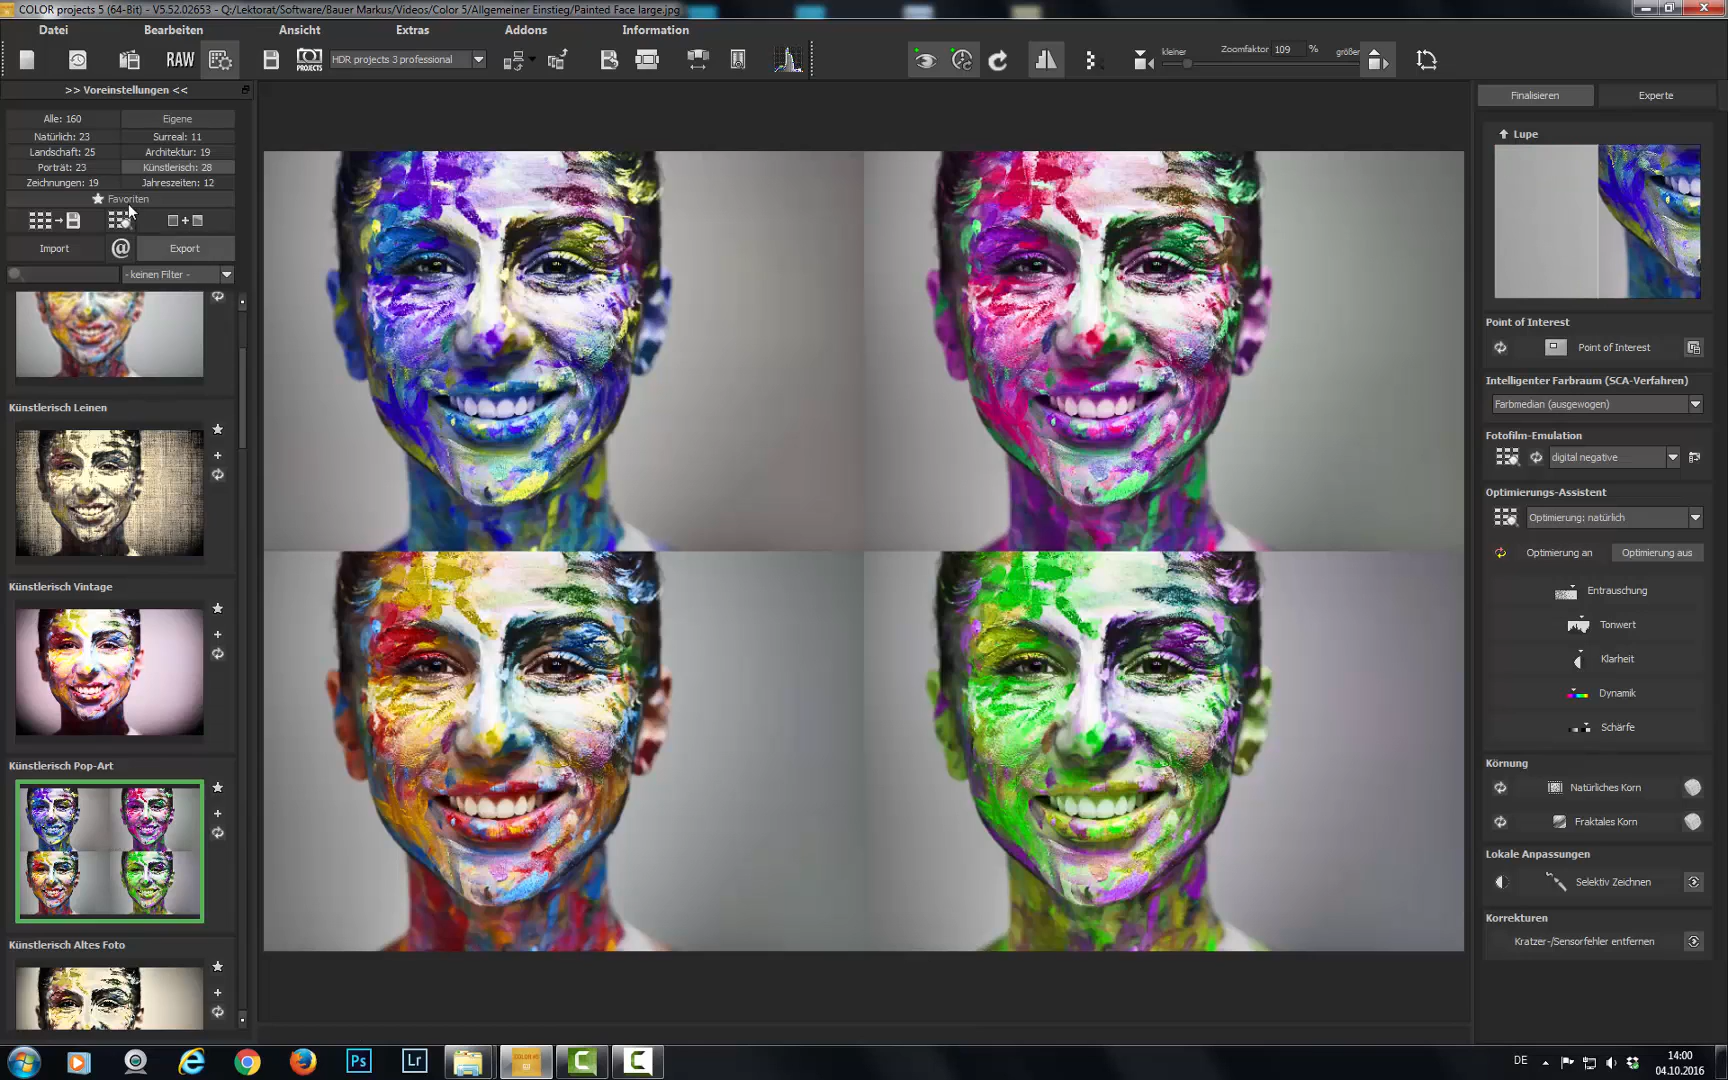 COLOR projects 5 (64-Bit) - V5.52.02653 - Q:/Lektorat/Software/Bauer Markus/Videos/Color 5/Allgemeiner Einstieg/Painted Face large.jpg
Datei Bearbeiten Ansicht Extras Addons Information
RAW PROJECTS HDR projects 3 professional kleiner Zoomfaktor 109 % größer
>> Voreinstellungen <<
Alle: 160 Eigene
Natürlich: 23 Surreal: 11
Landschaft: 25 Architektur: 19
Porträt: 23 Künstlerisch: 28
Zeichnungen: 19 Jahreszeiten: 12
Favoriten
Import @ Export
- keinen Filter -
Künstlerisch Leinen
Künstlerisch Vintage
Künstlerisch Pop-Art
Künstlerisch Altes Foto
Finalisieren Experte
Lupe
Point of Interest
Point of Interest
Intelligenter Farbraum (SCA-Verfahren)
Farbmedian (ausgewogen)
Fotofilm-Emulation
digital negative
Optimierungs-Assistent
Optimierung: natürlich
Optimierung an Optimierung aus
Entrauschung
Tonwert
Klarheit
Dynamik
Schärfe
Körnung
Natürliches Korn
Fraktales Korn
Lokale Anpassungen
Selektiv Zeichnen
Korrekturen
Kratzer-/Sensorfehler entfernen
Ps Lr
DE 14:00
04.10.2016